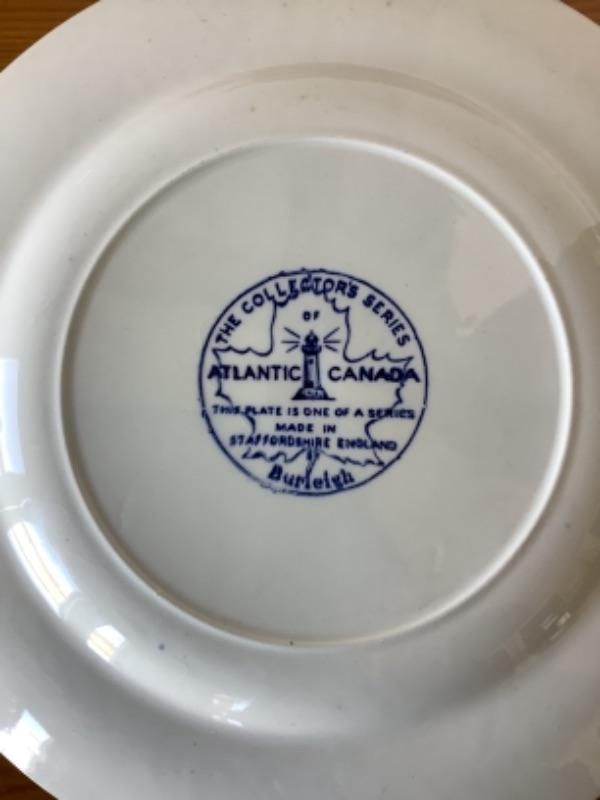 THE COLLECTOR'S SERIES
OF
ATLANTIC CANADA
THIS PLATE IS ONE OF A SERIES
MADE IN
STAFFORDSHIRE ENGLAND
Burleigh